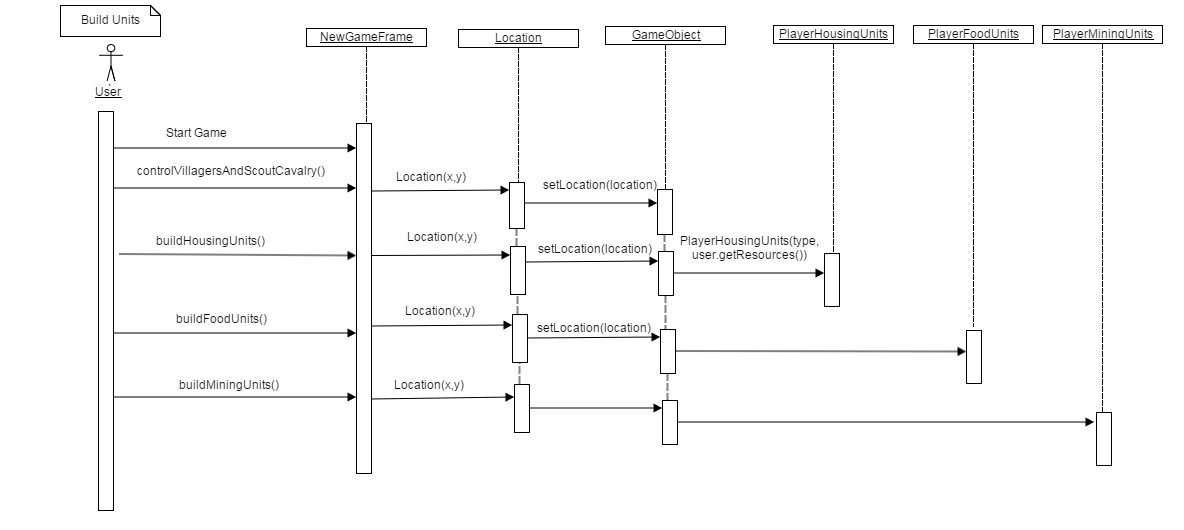 Build Units
User
NewGameFrame
Location
GameObject
PlayerHousingUnits
PlayerFoodUnits
PlayerMiningUnits
Start Game
controlVillagersAndScoutCavalry()
Location(x,y)
setLocation(location)
buildHousingUnits()
Location(x,y)
setLocation(location)
PlayerHousingUnits(type,
user.getResources())
buildFoodUnits()
Location(x,y)
setLocation(location)
buildMiningUnits()
Location(x,y)